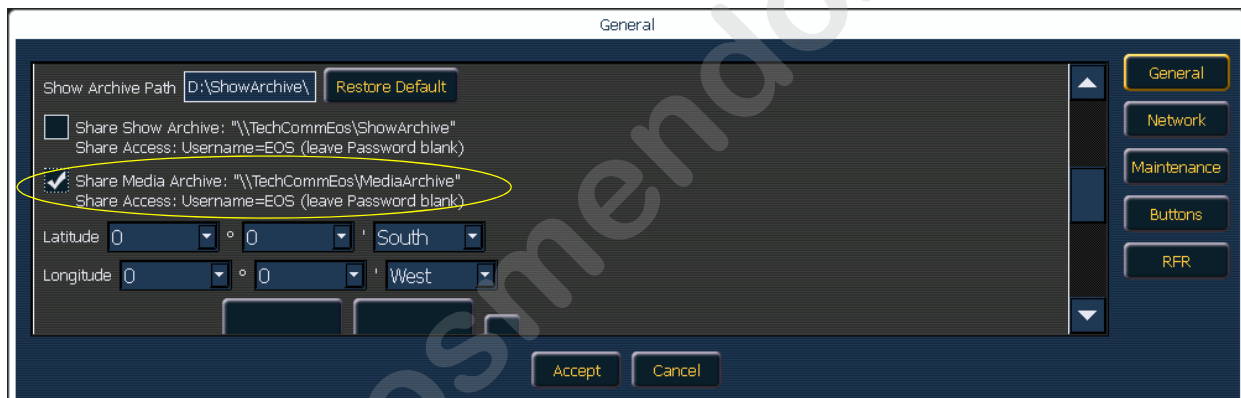 General
Show Archive Path D:\ShowArchive\ Restore Default
Share Show Archive: "\\TechCommEos\ShowArchive"
Share Access: Username=EOS (leave Password blank)
Share Media Archive: "\\TechCommEos\MediaArchive"
Share Access: Username=EOS (leave Password blank)
Latitude 0 ° 0 ' South
Longitude 0 ° 0 ' West
General
Network
Maintenance
Buttons
RFR
Accept Cancel
osmendo